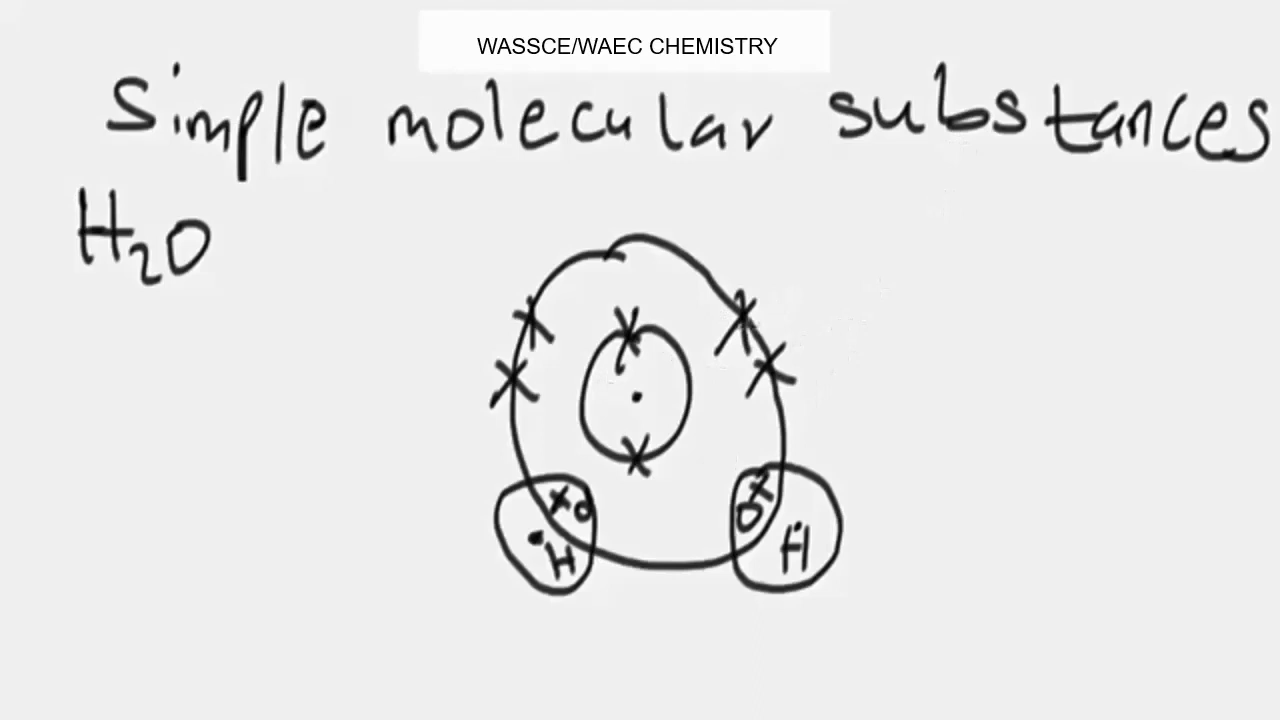 WASSCE/WAEC CHEMISTRY
Simple molecular substances
H₂O
H
H